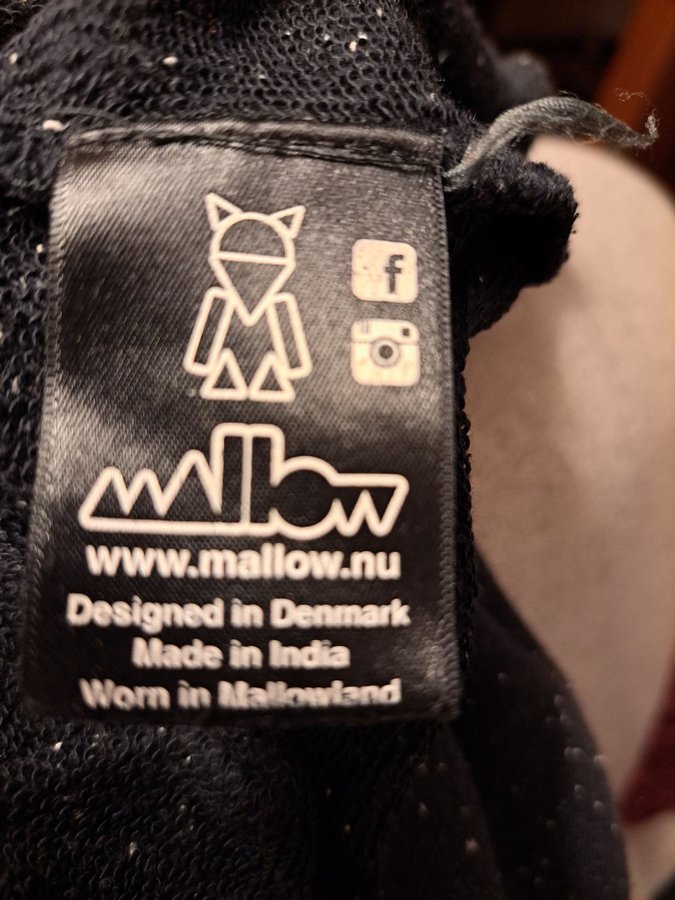 f
mallow
www.mallow.nu
Designed in Denmark
Made in India
Worn in Mallowland